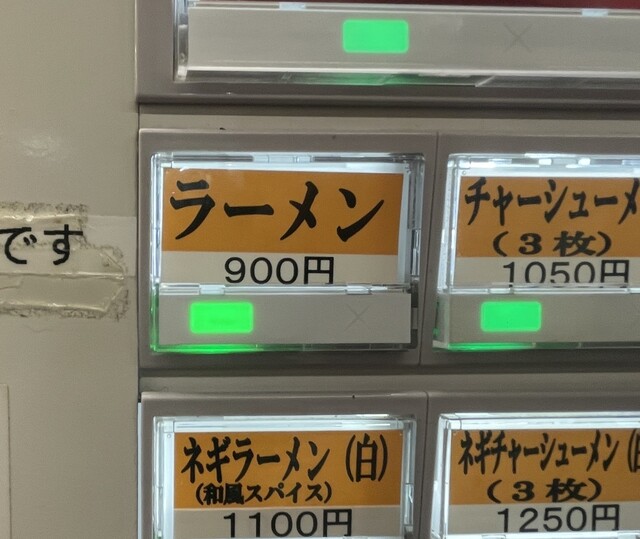 です
ラーメン
900円
チャーシューメ
(3枚)
1050円
ネギラーメン(白)
(和風スパイス)
1100円
ネギチャーシューメン(白
(3枚)
1250円